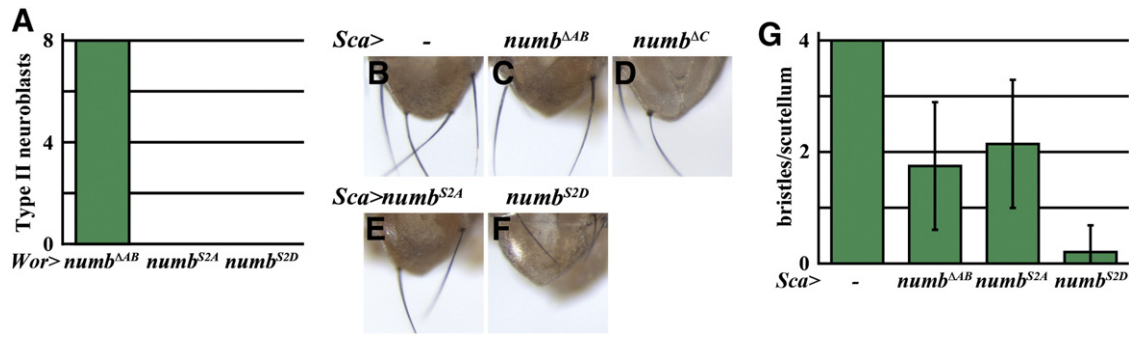 A
Type II neuroblasts
8
4
0
Wor> numb^ΔAB numb^S2A numb^S2D
Sca> - numb^ΔAB numb^ΔC
B C D
Sca>numb^S2A numb^S2D
E F
G
bristles/scutellum
4
2
0
Sca> - numb^ΔAB numb^S2A numb^S2D